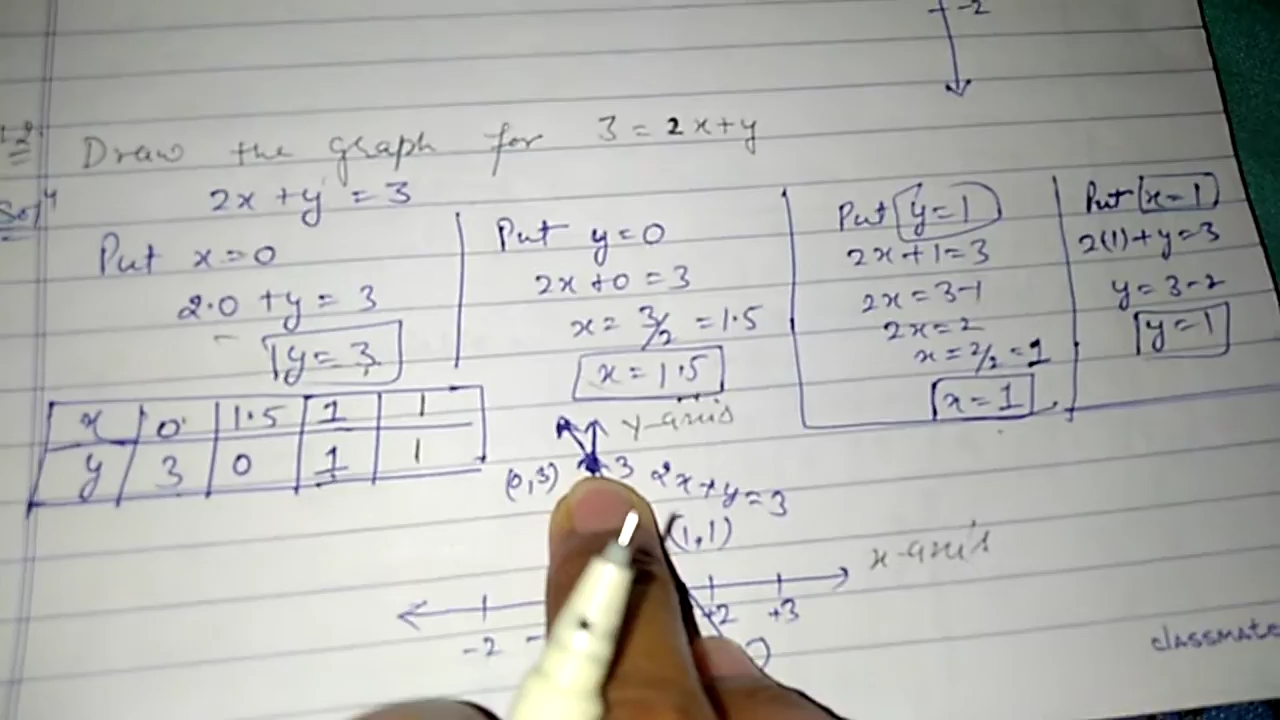 -2
Draw the graph for 3 = 2x+y
Solⁿ
2x + y = 3
Put x=0
2·0 + y = 3
y = 3
Put y=0
2x + 0 = 3
x = 3/2 = 1.5
x = 1.5
Put y=1
2x+1=3
2x=3-1
2x=2
x = 2/2 = 1
x = 1
Put x=1
2(1)+y=3
y=3-2
y=1
x 0 1.5 1 1
y 3 0 1 1
y-axis
(0,3) 3 2x+y=3
(1,1)
x-axis
-2 +2 +3
classmate